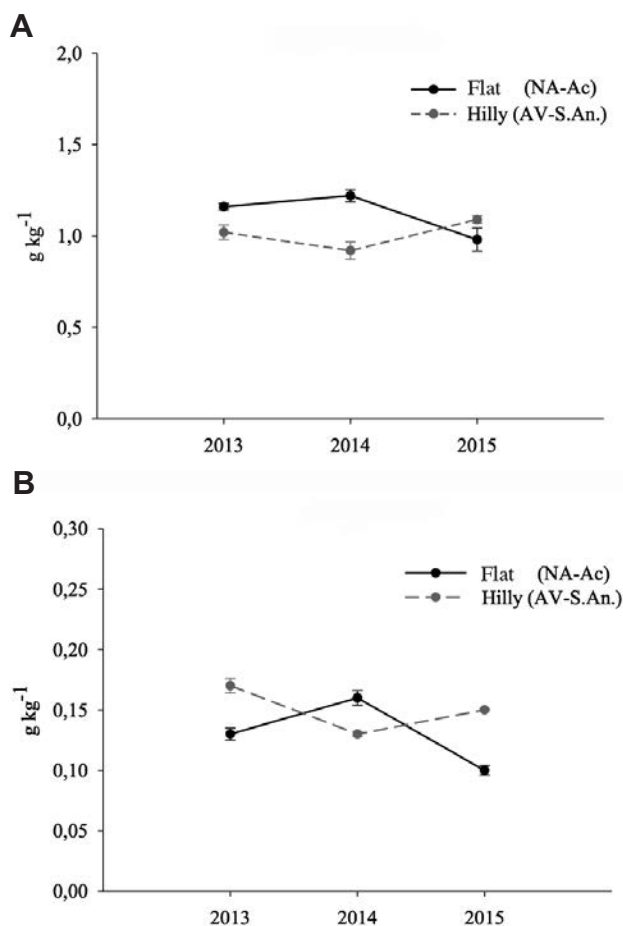 A
2,0
Flat (NA-Ac)
Hilly (AV-S.An.)
1,5
1,0
g kg-1
0,5
0,0
2013 2014 2015
B
0,30
Flat (NA-Ac)
Hilly (AV-S.An.)
0,25
0,20
0,15
g kg-1
0,10
0,05
0,00
2013 2014 2015